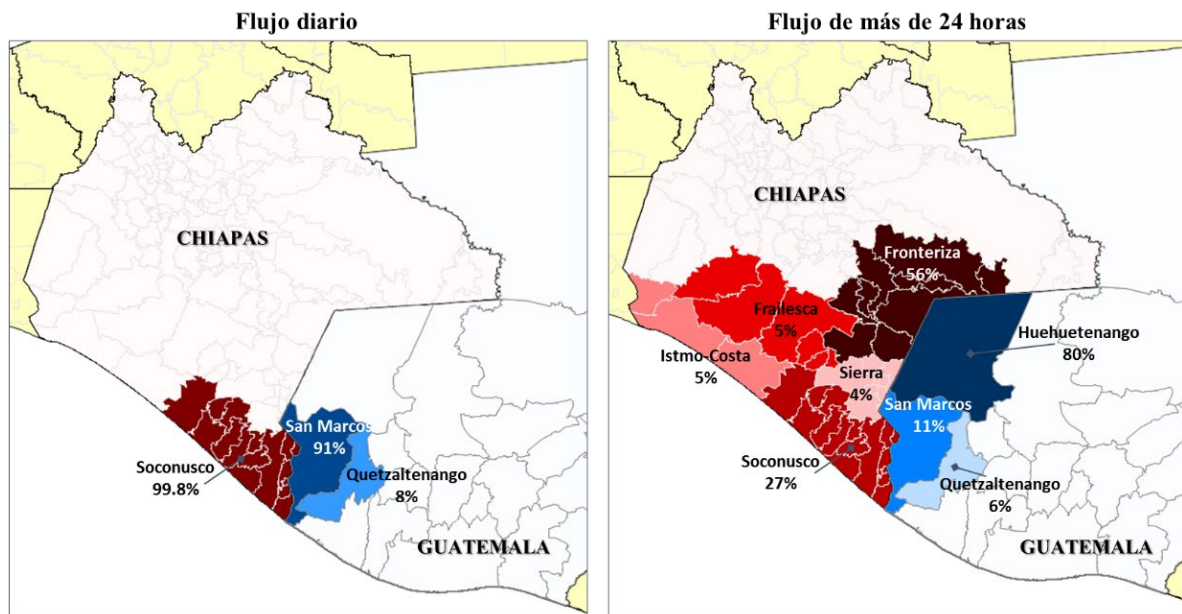 Flujo diario
CHIAPAS
San Marcos
91%
Soconusco
99.8%
Quetzaltenango
8%
GUATEMALA
Flujo de más de 24 horas
CHIAPAS
Fronteriza
56%
Frailesca
5%
Huehuetenango
80%
Istmo-Costa
5%
Sierra
4%
San Marcos
11%
Soconusco
27%
Quetzaltenango
6%
GUATEMALA